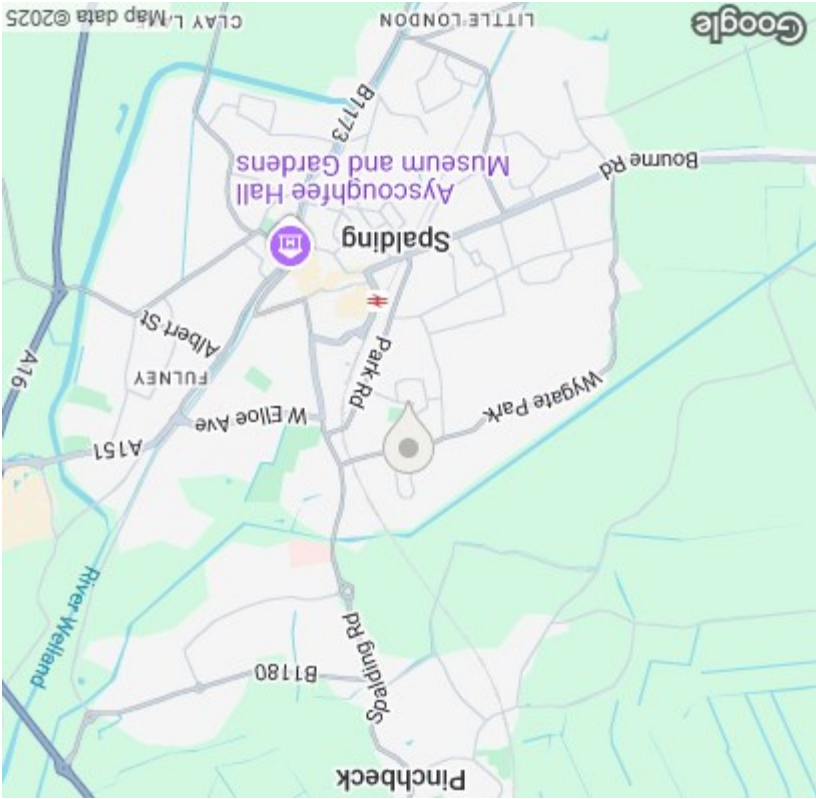 Pinchbeck
Spalding Rd
B1180
River Welland
A151
W Elloe Ave
Wygate Park
FULNEY
Park Rd
A16
Albert St
Spalding
Ayscoughfee Hall
Museum and Gardens
Bourne Rd
B1173
Google
LITTLE LONDON
CLAY LAKE
Map data ©2025